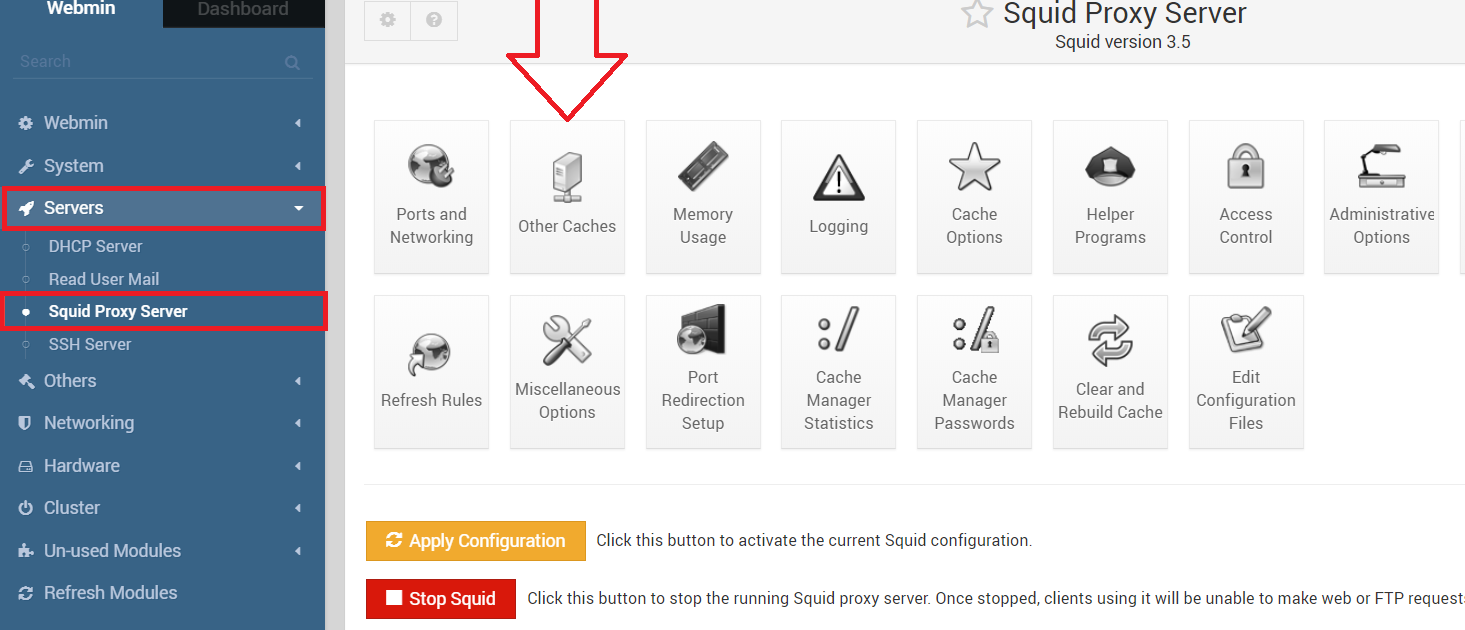 Webmin
Dashboard
Search
Webmin
System
Servers
DHCP Server
Read User Mail
Squid Proxy Server
SSH Server
Others
Networking
Hardware
Cluster
Un-used Modules
Refresh Modules
Squid Proxy Server
Squid version 3.5
Ports and
Networking
Other Caches
Memory
Usage
Logging
Cache
Options
Helper
Programs
Access
Control
Administrative
Options
Refresh Rules
Miscellaneous
Options
Port
Redirection
Setup
Cache
Manager
Statistics
Cache
Manager
Passwords
Clear and
Rebuild Cache
Edit
Configuration
Files
Apply Configuration
Click this button to activate the current Squid configuration.
Stop Squid
Click this button to stop the running Squid proxy server. Once stopped, clients using it will be unable to make web or FTP requests